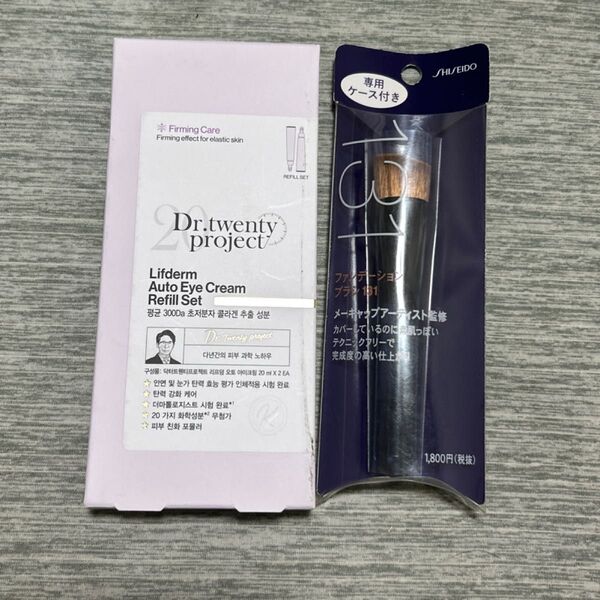 Firming Care
Firming effect for elastic skin
REFILL SET
20
Dr.twenty
project
Lifderm
Auto Eye Cream
Refill Set
평균 300Da 초저분자 콜라겐 추출 성분
Dr.twenty project
다년간의 피부 과학 노하우
구성품: 닥터트웬티프로젝트 리프덤 오토 아이크림 20 ml X 2 EA
안면 및 눈가 탄력 효능 평가 인체적용 시험 완료
탄력 강화 케어
더마톨로지스트 시험 완료*1
20 가지 화학성분*2 무첨가
피부 친화 포뮬러
SHISEIDO
専用
ケース付き
131
ファンデーション
ブラシ 131
メーキャップアーティスト監修
カバーしているのに素肌っぽい
テクニックフリーで
完成度の高い仕上がり
1,800円(税抜)